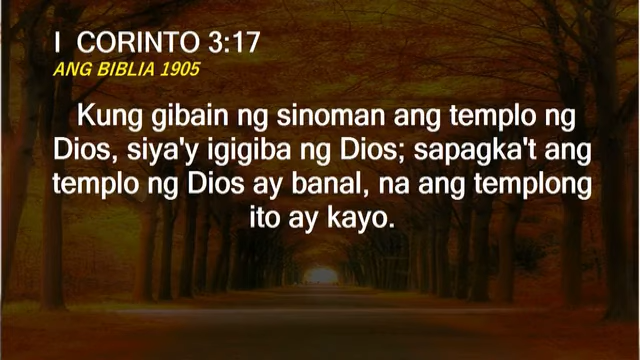 I CORINTO 3:17
ANG BIBLIA 1905
Kung gibain ng sinoman ang templo ng
Dios, siya'y igigiba ng Dios; sapagka't ang
templo ng Dios ay banal, na ang templong
ito ay kayo.